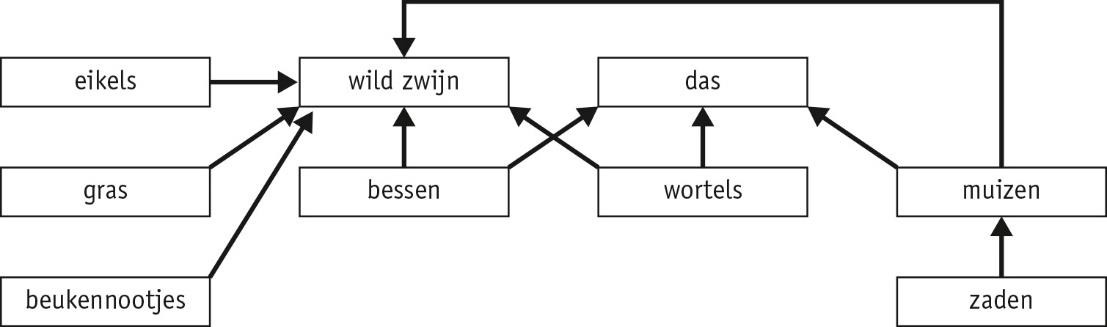 eikels
wild zwijn
das
gras
bessen
wortels
muizen
beukennootjes
zaden